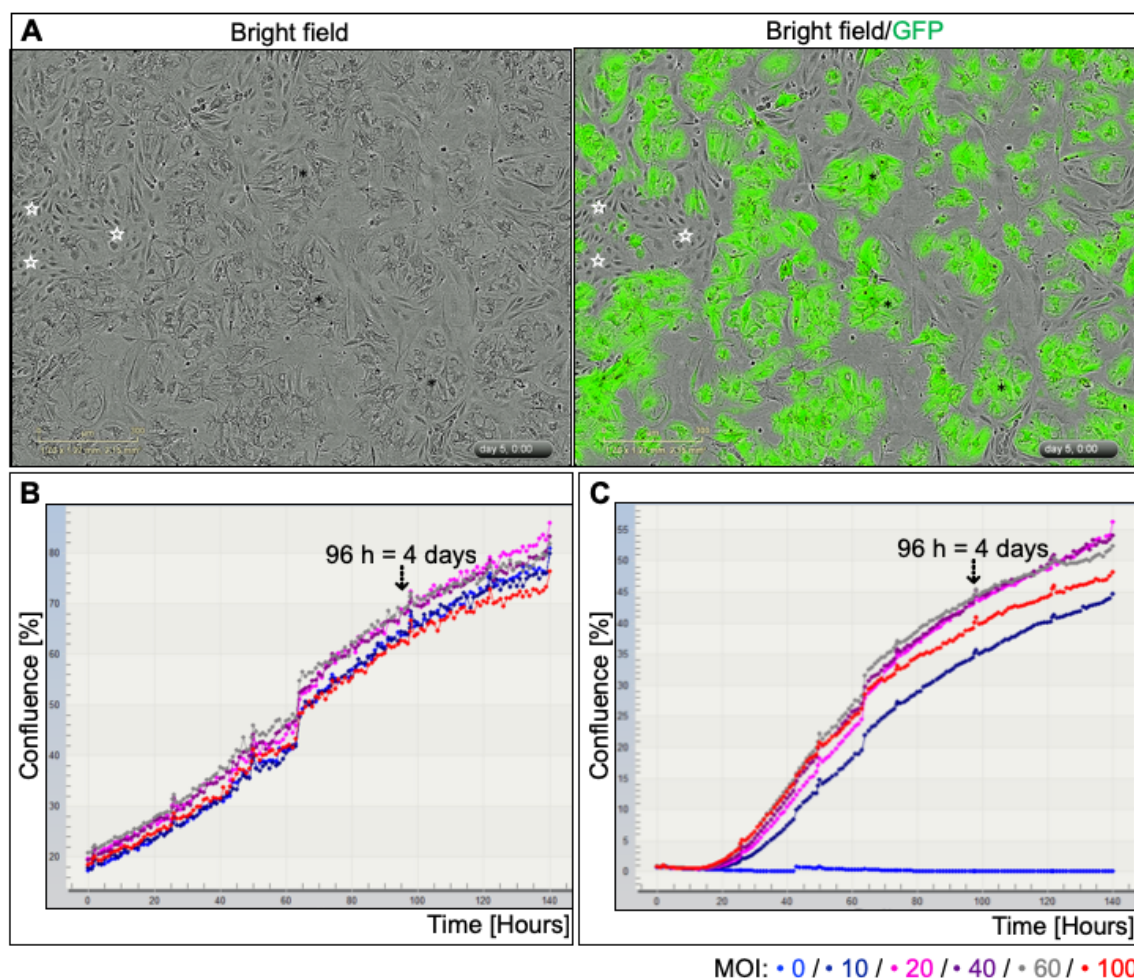 A
Bright field
Bright field/GFP
day 5, 0:00
day 5, 0:00
B
96 h = 4 days
Confluence [%]
80
70
60
50
40
30
20
0
20
40
60
80
100
120
140
Time [Hours]
C
96 h = 4 days
Confluence [%]
55
50
45
40
35
30
25
20
15
10
5
0
0
20
40
60
80
100
120
140
Time [Hours]
MOI: • 0 / • 10 / • 20 / • 40 / • 60 / • 100